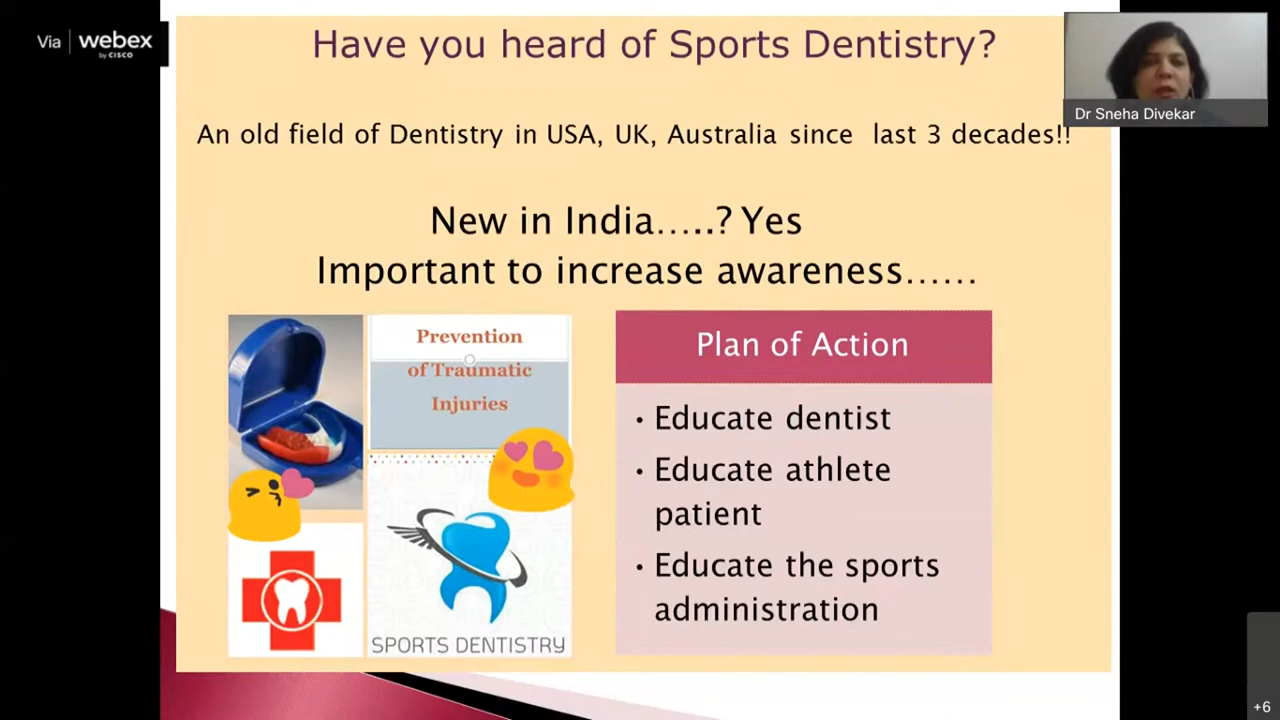 Via webex
by CISCO
Have you heard of Sports Dentistry?
Dr Sneha Divekar
An old field of Dentistry in USA, UK, Australia since last 3 decades!!
New in India.....? Yes
Important to increase awareness......
Prevention
of Traumatic
Injuries
SPORTS DENTISTRY
Plan of Action
• Educate dentist
• Educate athlete
patient
• Educate the sports
administration
+6